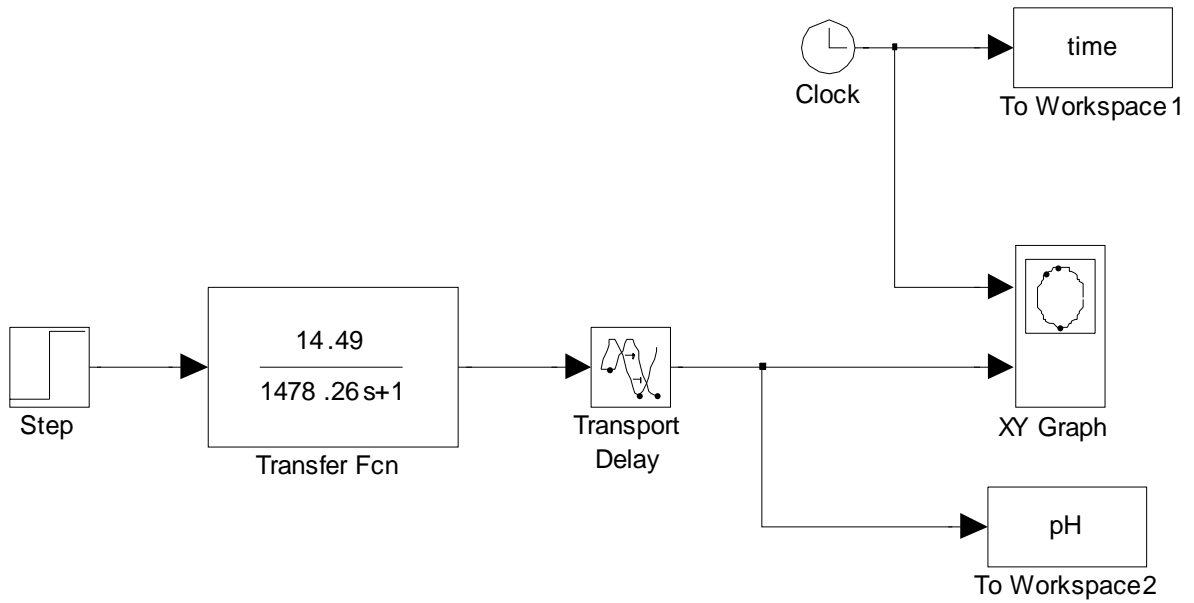 time
Clock
To Workspace1
14.49
1478.26s+1
Step
Transfer Fcn
Transport
Delay
XY Graph
pH
To Workspace2